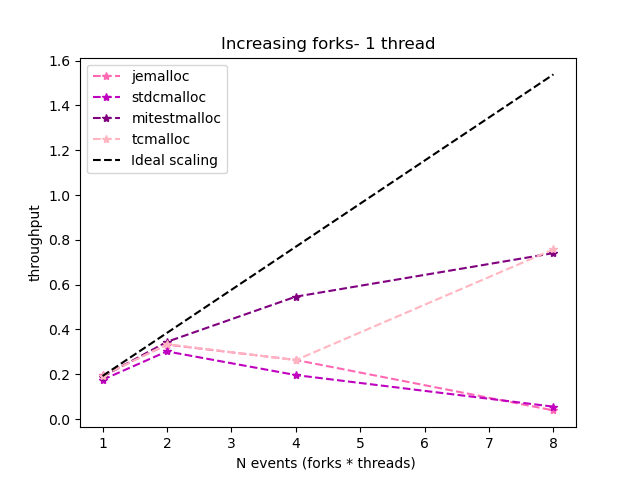 Increasing forks- 1 thread
jemalloc
stdcmalloc
mitestmalloc
tcmalloc
Ideal scaling
throughput
1.6
1.4
1.2
1.0
0.8
0.6
0.4
0.2
0.0
1 2 3 4 5 6 7 8
N events (forks * threads)